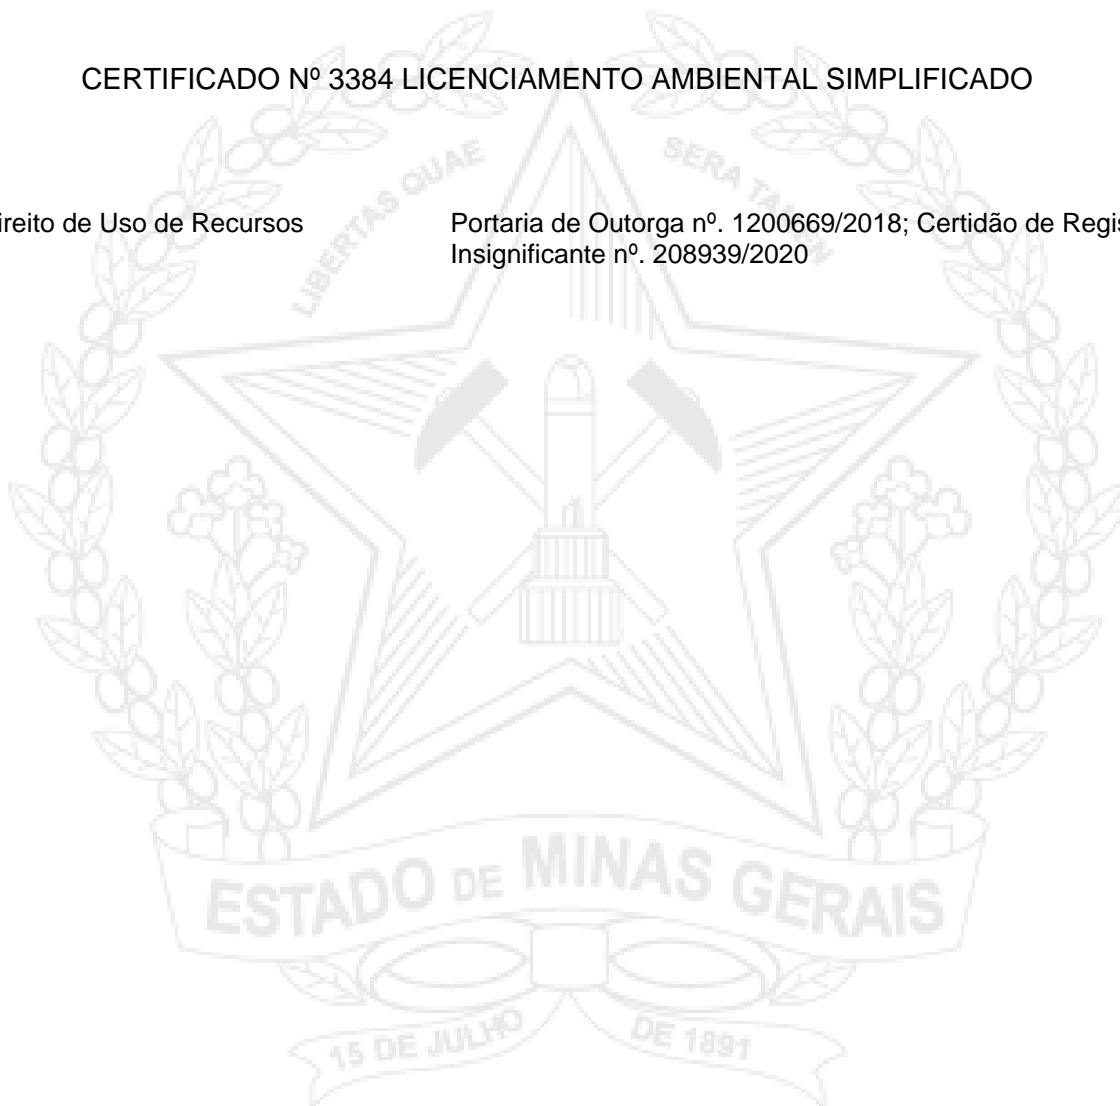 CERTIFICADO Nº 3384 LICENCIAMENTO AMBIENTAL SIMPLIFICADO
LIBERTAS QUAE SERA TAMEN
ireito de Uso de Recursos
Portaria de Outorga nº. 1200669/2018; Certidão de Regis
Insignificante nº. 208939/2020
ESTADO DE MINAS GERAIS
15 DE JULHO DE 1891